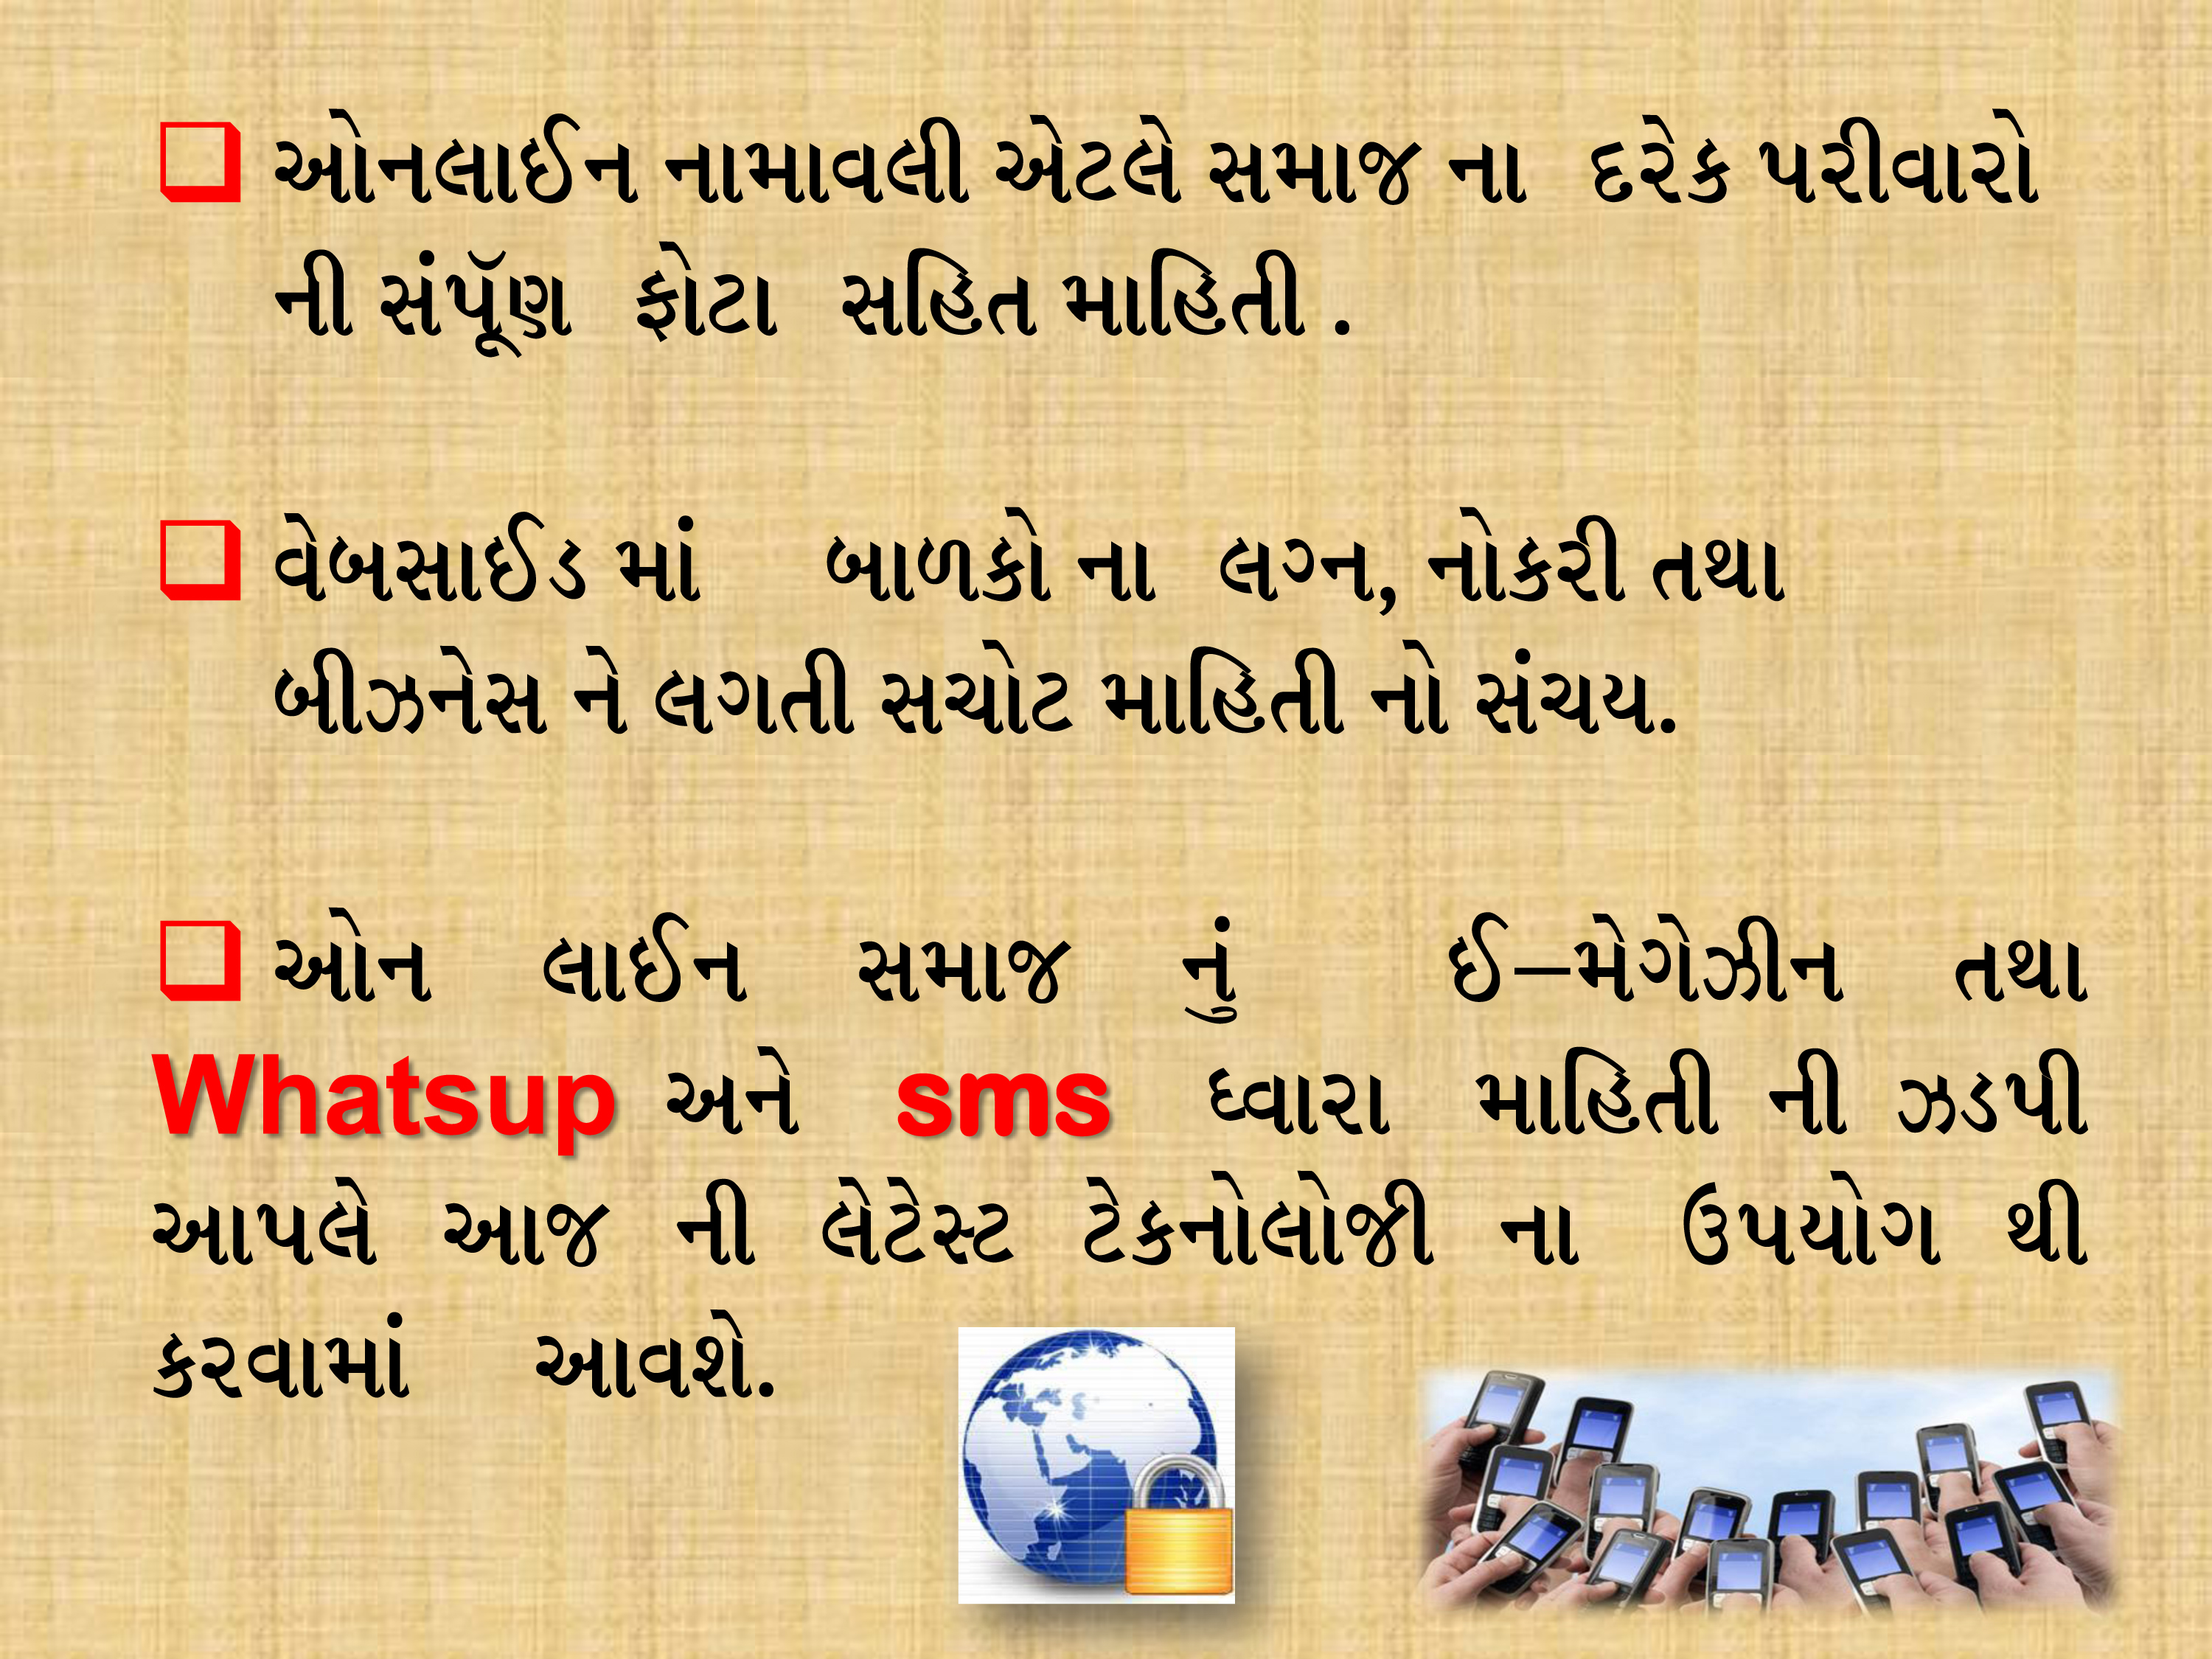 ❑ ઓનલાઈન નામાવલી એટલે સમાજ ના દરેક પરીવારો
ની સંપૂૅણ ફોટા સહિત માહિતી .
❑ વેબસાઈડ માં બાળકો ના લગ્ન, નોકરી તથા
બીઝનેસ ને લગતી સચોટ માહિતી નો સંચય.
❑ ઓન લાઈન સમાજ નું ઈ–મેગેઝીન તથા
Whatsup અને sms ધ્વારા માહિતી ની ઝડપી
આપલે આજ ની લેટેસ્ટ ટેકનોલોજી ના ઉપયોગ થી
કરવામાં આવશે.